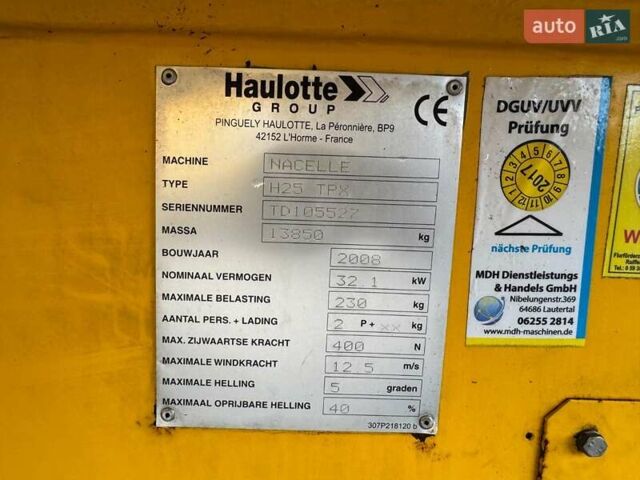 auto RIA
.com
Haulotte
GROUP
CE
PINGUELY HAULOTTE, La Péronnière, BP9
42152 L'Horme - France
MACHINE NACELLE
TYPE H25 TPX
SERIENNUMMER TD105527
MASSA 13850 kg
BOUWJAAR 2008
NOMINAAL VERMOGEN 32.1 kW
MAXIMALE BELASTING 230 kg
AANTAL PERS. + LADING 2 P + xx kg
MAX. ZIJWAARTSE KRACHT 400 N
MAXIMALE WINDKRACHT 12.5 m/s
MAXIMALE HELLING 5 graden
MAXIMAAL OPRIJBARE HELLING 40 %
307P218120 b
DGUV/UVV
Prüfung
2017
nächste Prüfung
MDH Dienstleistungs
& Handels GmbH
Nibelungenstr.369
64686 Lautertal
06255 2814
www.mdh-maschinen.de